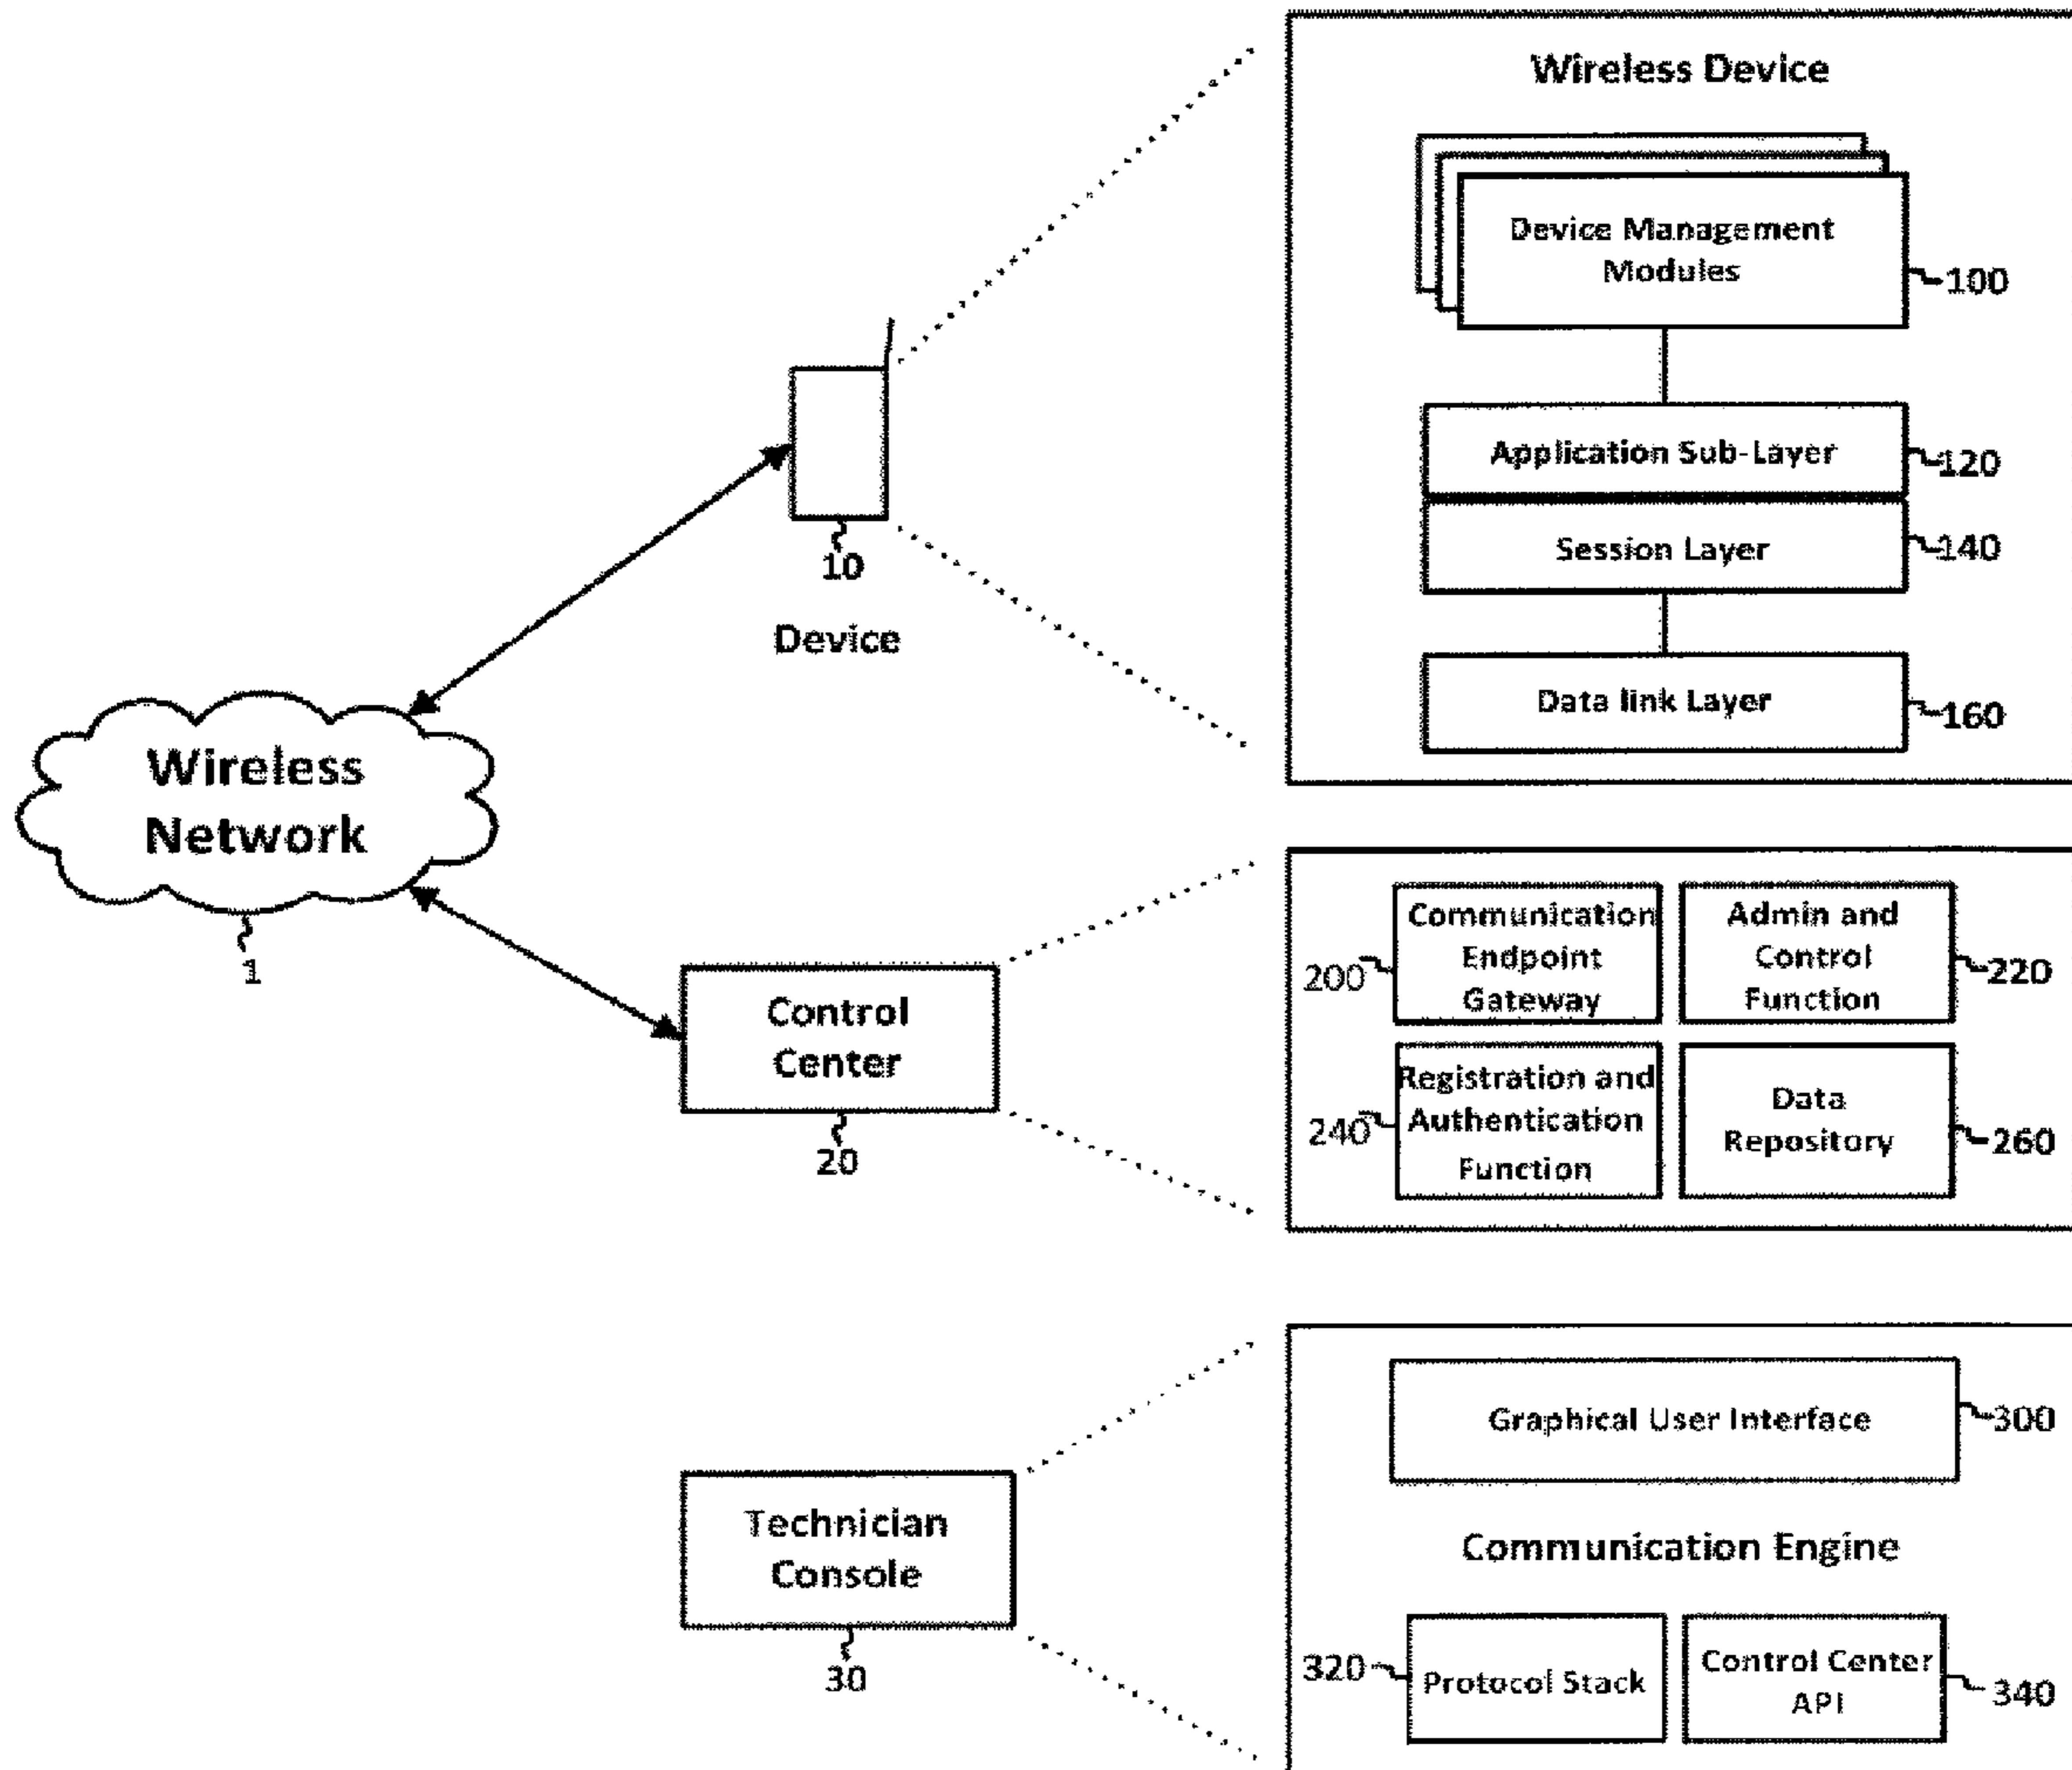 Wireless Device
Device Management
Modules
100
Application Sub-Layer
120
Session Layer
140
Data link Layer
160
10
Device
Wireless
Network
1
Control
Center
20
Communication
Endpoint
Gateway
200
Admin and
Control
Function
220
Registration and
Authentication
Function
240
Data
Repository
260
Technician
Console
30
Graphical User Interface
300
Communication Engine
320
Protocol Stack
Control Center
API
340